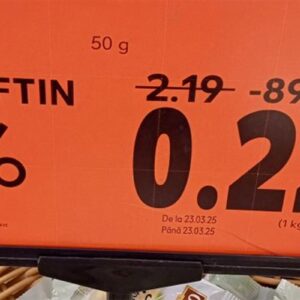 50 g
FTIN 2.19 -89
% 0.2
De la 23.03.25
Până 23.03.25 (1 kg